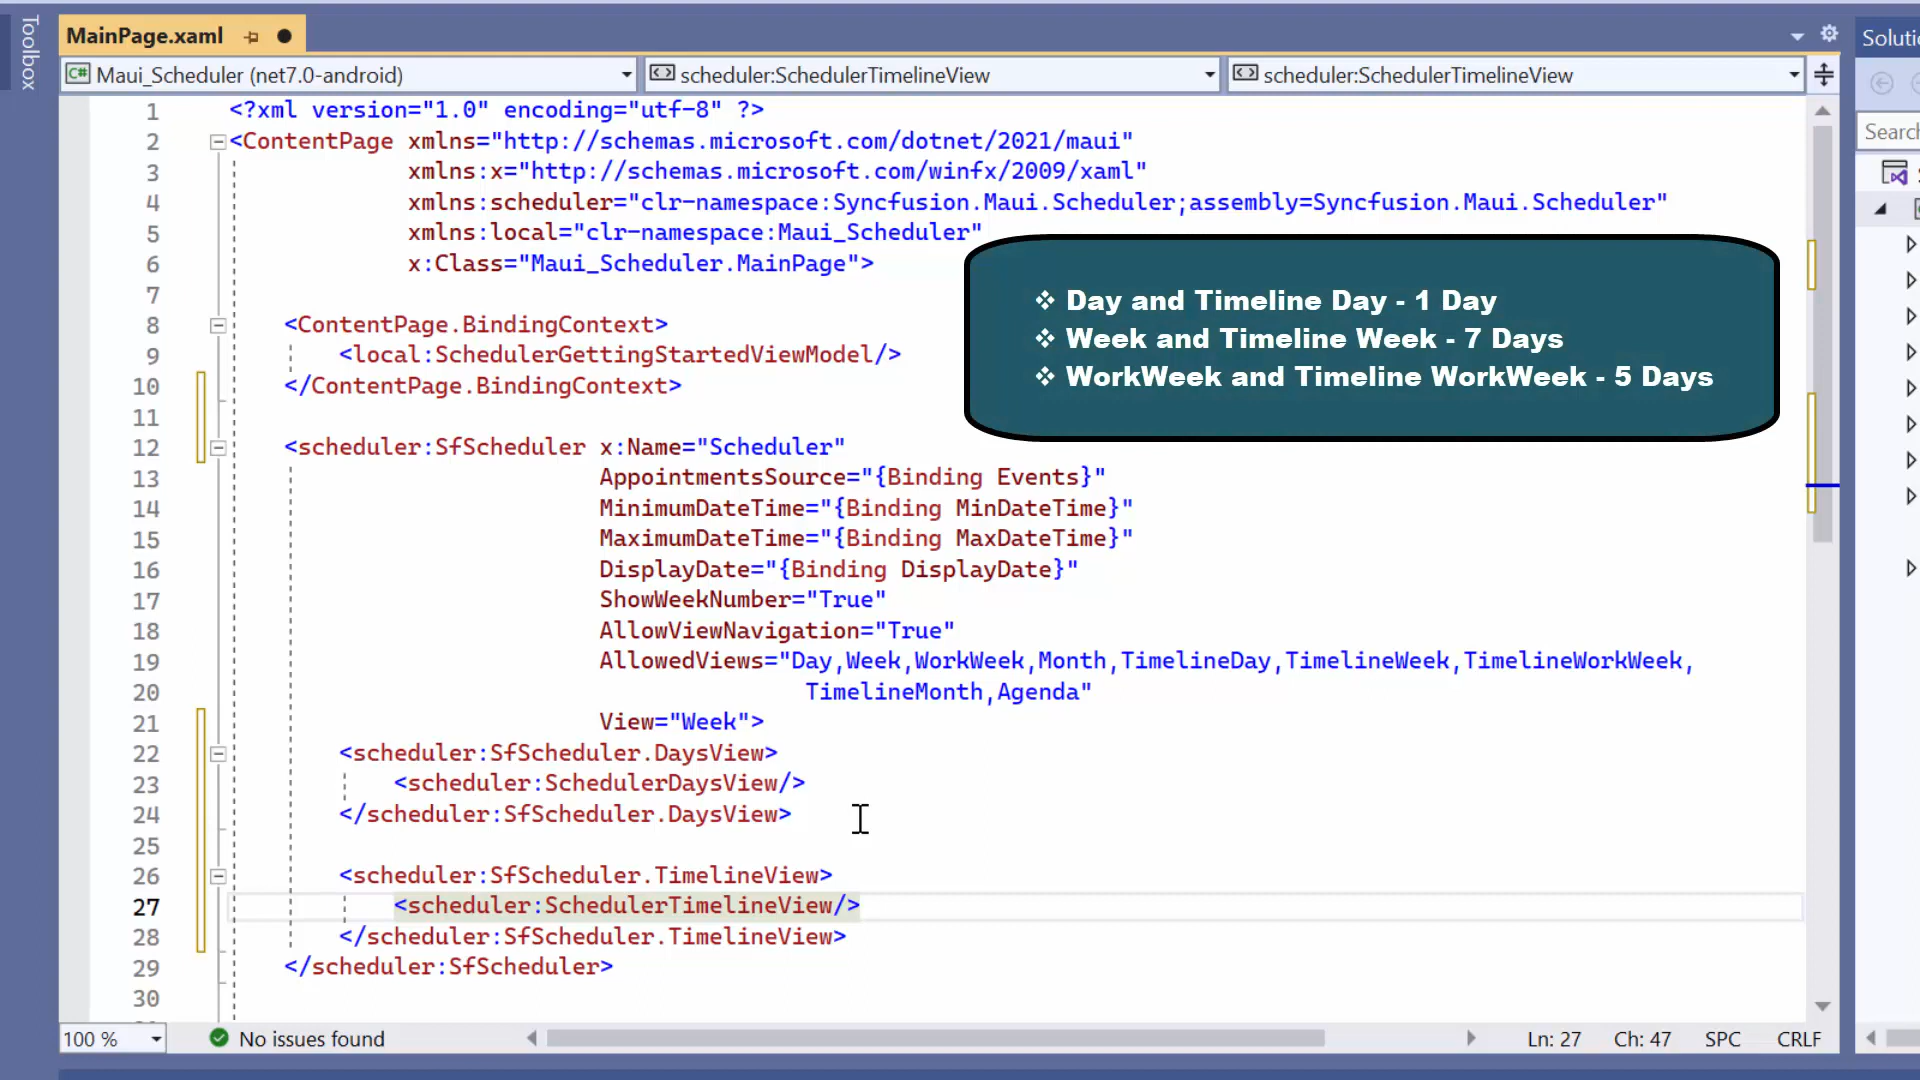 Toolbox
MainPage.xaml
Maui_Scheduler (net7.0-android)
scheduler:SchedulerTimelineView
scheduler:SchedulerTimelineView
Search
1 <?xml version="1.0" encoding="utf-8" ?>
2 <ContentPage xmlns="http://schemas.microsoft.com/dotnet/2021/maui"
3 xmlns:x="http://schemas.microsoft.com/winfx/2009/xaml"
4 xmlns:scheduler="clr-namespace:Syncfusion.Maui.Scheduler;assembly=Syncfusion.Maui.Scheduler"
5 xmlns:local="clr-namespace:Maui_Scheduler"
6 x:Class="Maui_Scheduler.MainPage">
7
8 <ContentPage.BindingContext>
9 <local:SchedulerGettingStartedViewModel/>
10 </ContentPage.BindingContext>
11
12 <scheduler:SfScheduler x:Name="Scheduler"
13 AppointmentsSource="{Binding Events}"
14 MinimumDateTime="{Binding MinDateTime}"
15 MaximumDateTime="{Binding MaxDateTime}"
16 DisplayDate="{Binding DisplayDate}"
17 ShowWeekNumber="True"
18 AllowViewNavigation="True"
19 AllowedViews="Day,Week,WorkWeek,Month,TimelineDay,TimelineWeek,TimelineWorkWeek,
20 TimelineMonth,Agenda"
21 View="Week">
22 <scheduler:SfScheduler.DaysView>
23 <scheduler:SchedulerDaysView/>
24 </scheduler:SfScheduler.DaysView>
25
26 <scheduler:SfScheduler.TimelineView>
27 <scheduler:SchedulerTimelineView/>
28 </scheduler:SfScheduler.TimelineView>
29 </scheduler:SfScheduler>
30
❖ Day and Timeline Day - 1 Day
❖ Week and Timeline Week - 7 Days
❖ WorkWeek and Timeline WorkWeek - 5 Days
100 %
No issues found
Ln: 27 Ch: 47 SPC CRLF